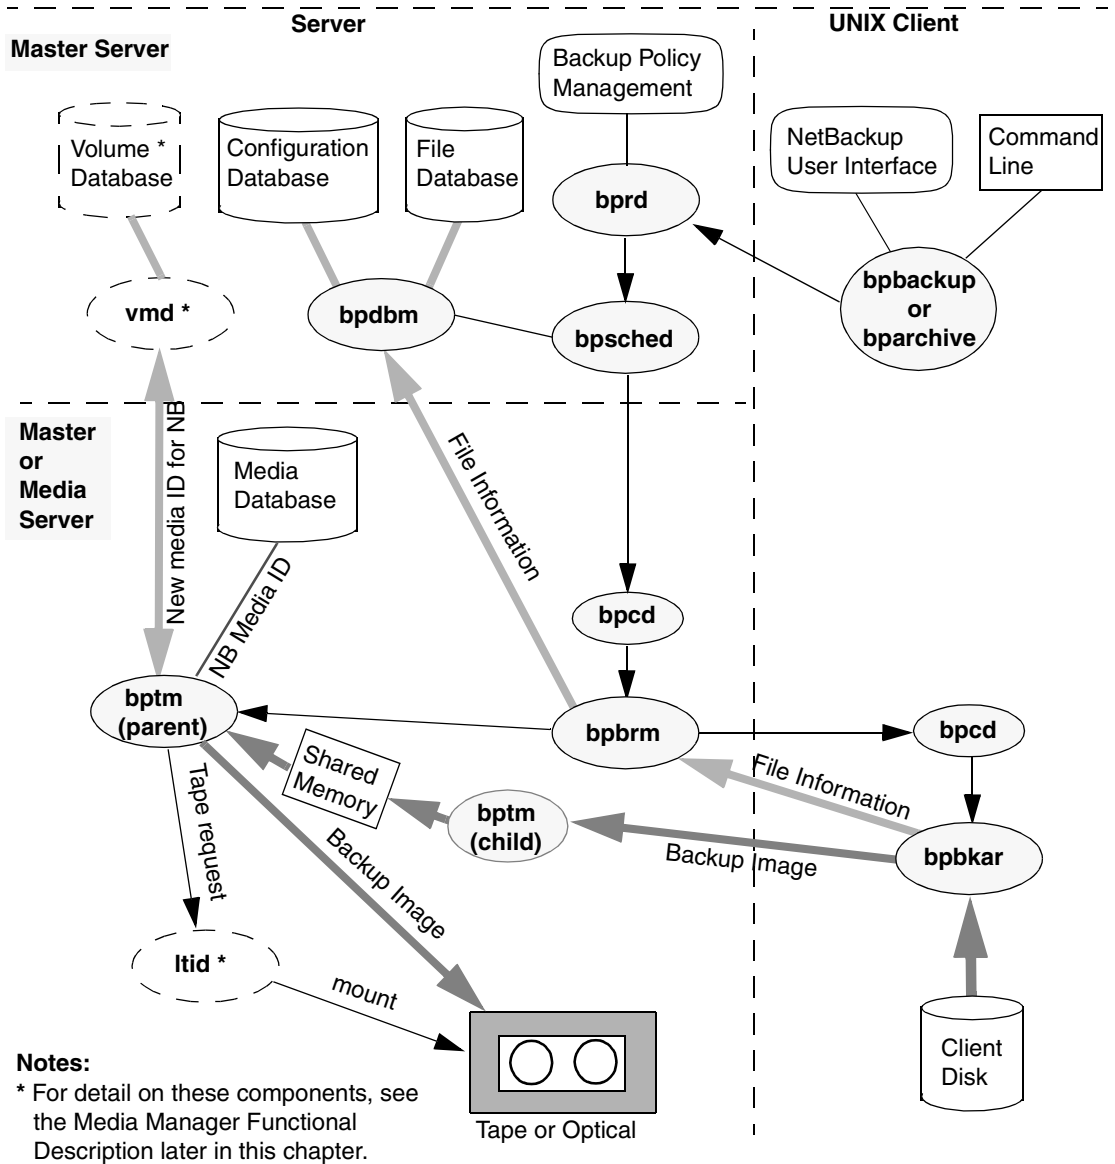 Server
UNIX Client
Master Server
Backup Policy
Management
Volume *
Database
Configuration
Database
File
Database
NetBackup
User Interface
Command
Line
bprd
vmd *
bpdbm
bpsched
bpbackup
or
bparchive
Master
or
Media
Server
New media ID for NB
Media
Database
File Information
NB Media ID
bpcd
bptm
(parent)
bpbrm
bpcd
Shared
Memory
File Information
Tape request
bptm
(child)
Backup Image
bpbkar
Backup Image
ltid *
mount
Client
Disk
Tape or Optical
Notes:
* For detail on these components, see
the Media Manager Functional
Description later in this chapter.